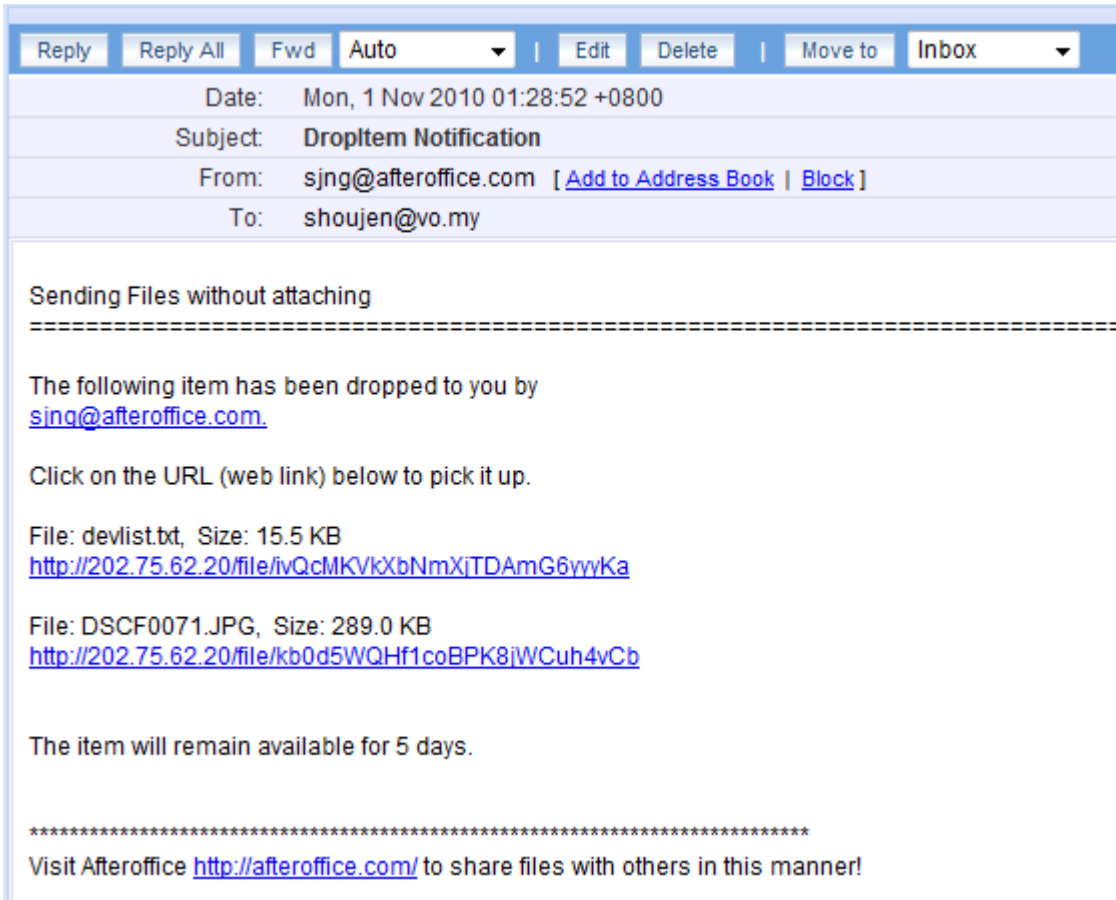 Reply Reply All Fwd Auto | Edit Delete | Move to Inbox
Date: Mon, 1 Nov 2010 01:28:52 +0800
Subject: DropItem Notification
From: sjng@afteroffice.com [ Add to Address Book | Block ]
To: shoujen@vo.my
Sending Files without attaching
==============================================================================
The following item has been dropped to you by
sjng@afteroffice.com.
Click on the URL (web link) below to pick it up.
File: devlist.txt, Size: 15.5 KB
http://202.75.62.20/file/ivQcMKVkXbNmXjTDAmG6yyyKa
File: DSCF0071.JPG, Size: 289.0 KB
http://202.75.62.20/file/kb0d5WQHf1coBPK8jWCuh4vCb
The item will remain available for 5 days.
******************************************************************************
Visit Afteroffice http://afteroffice.com/ to share files with others in this manner!